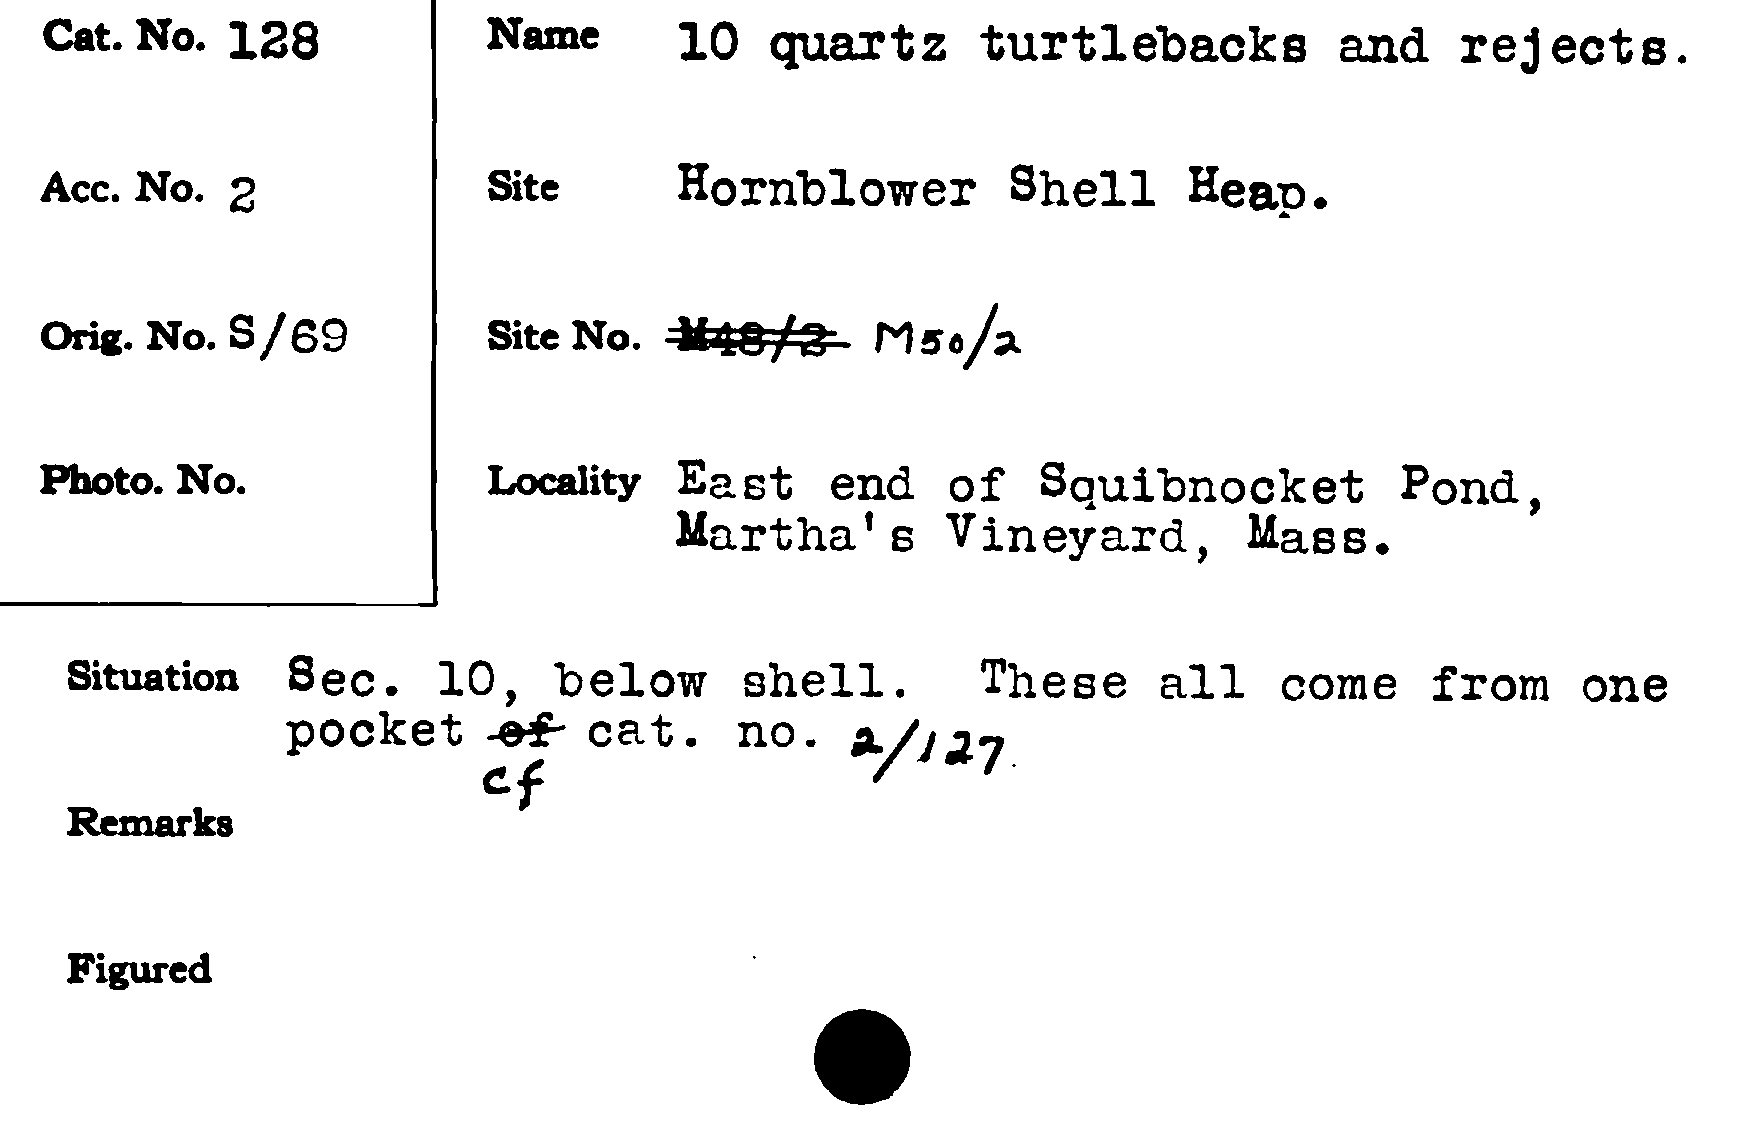 Cat. No. 128
Name 10 quartz turtlebacks and rejects.
Acc. No. 2
Site Hornblower Shell Heap.
Orig. No. S/69
Site No. M48/2 M50/2
Photo. No.
Locality East end of Squibnocket Pond,
Martha's Vineyard, Mass.
Situation Sec. 10, below shell. These all come from one
pocket of cat. no. 2/127.
cf
Remarks
Figured